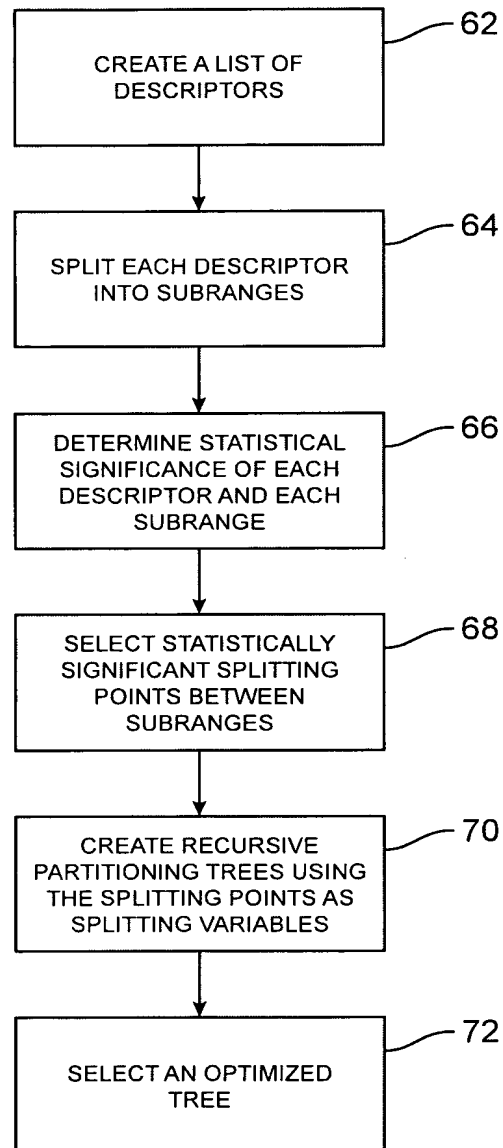 62
CREATE A LIST OF
DESCRIPTORS
64
SPLIT EACH DESCRIPTOR
INTO SUBRANGES
66
DETERMINE STATISTICAL
SIGNIFICANCE OF EACH
DESCRIPTOR AND EACH
SUBRANGE
68
SELECT STATISTICALLY
SIGNIFICANT SPLITTING
POINTS BETWEEN
SUBRANGES
70
CREATE RECURSIVE
PARTITIONING TREES USING
THE SPLITTING POINTS AS
SPLITTING VARIABLES
72
SELECT AN OPTIMIZED
TREE